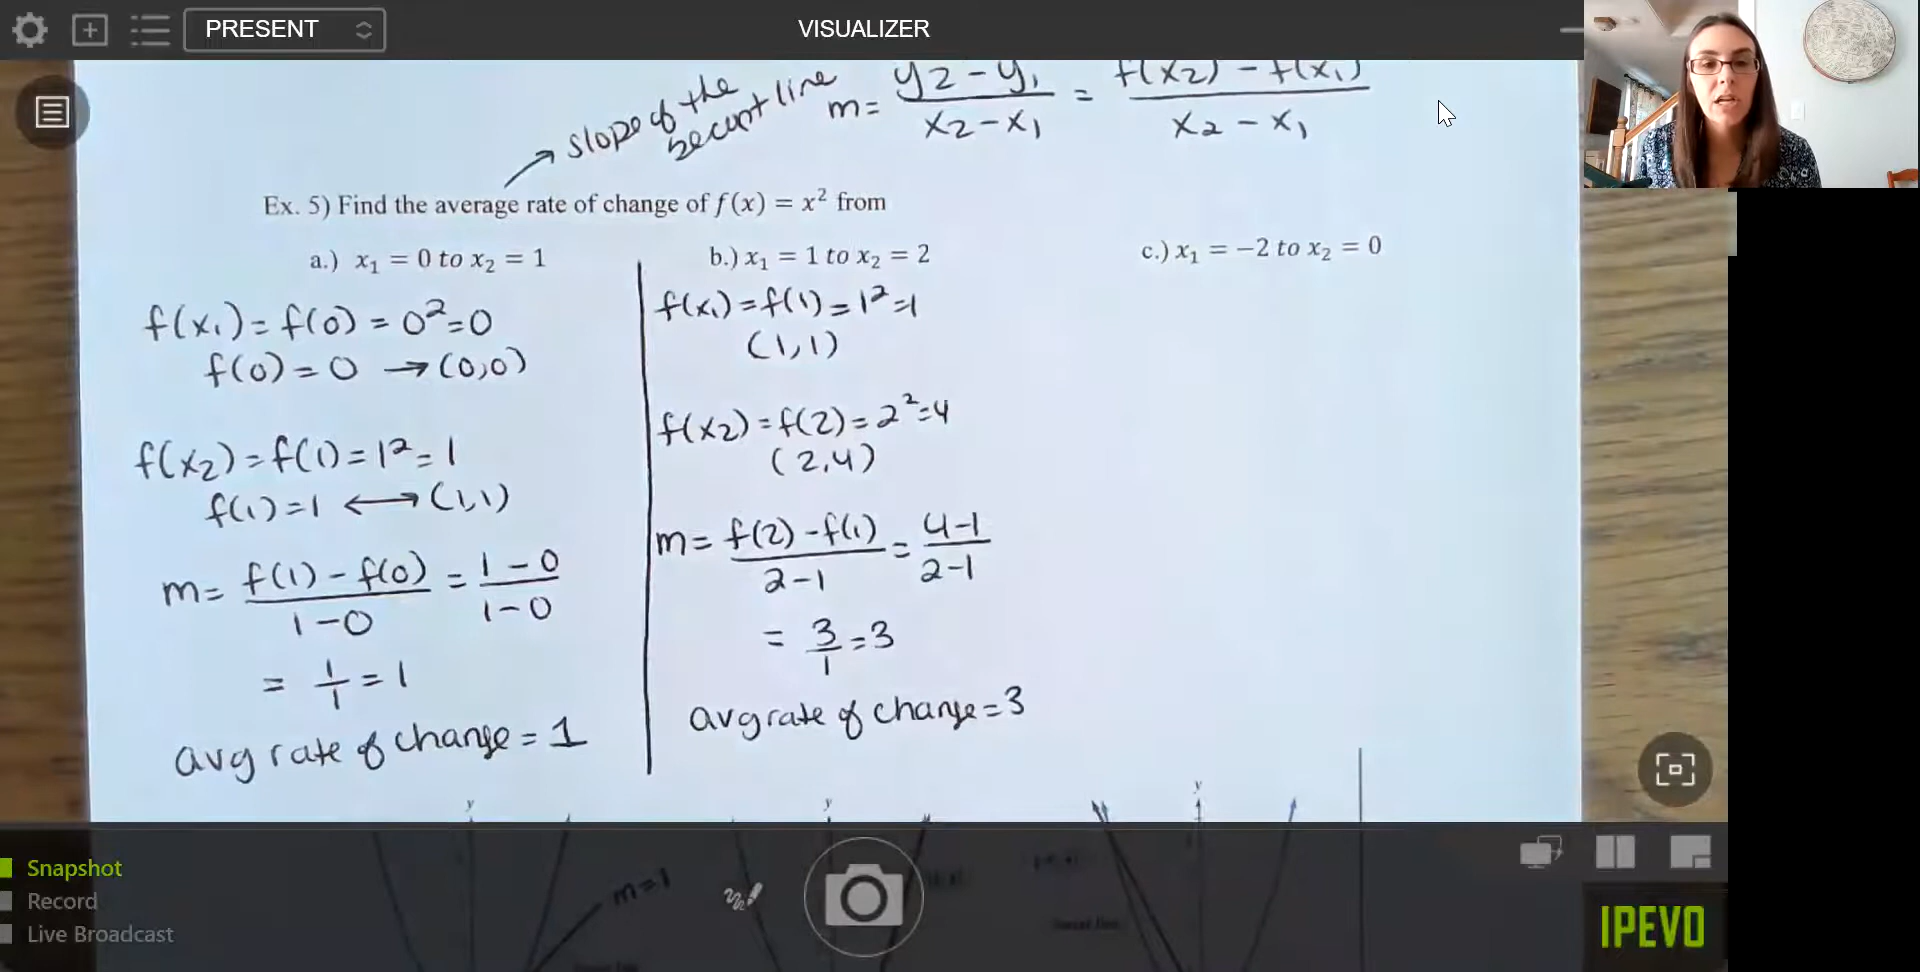 PRESENT
VISUALIZER
slope of the
secant line
m = y2 - y1 / x2 - x1 = f(x2) - f(x1) / x2 - x1
Ex. 5) Find the average rate of change of f(x) = x² from
a.) x₁ = 0 to x₂ = 1
f(x1) = f(0) = 0² = 0
f(0) = 0 → (0,0)
f(x2) = f(1) = 1² = 1
f(1) = 1 ↔ (1,1)
m = f(1) - f(0) / 1 - 0 = 1 - 0 / 1 - 0
= 1/1 = 1
avg rate of change = 1
b.) x₁ = 1 to x₂ = 2
f(x1) = f(1) = 1² = 1
(1,1)
f(x2) = f(2) = 2² = 4
(2,4)
m = f(2) - f(1) / 2 - 1 = 4 - 1 / 2 - 1
= 3/1 = 3
avg rate of change = 3
c.) x₁ = −2 to x₂ = 0
y
y
y
m = 1
Snapshot
Record
Live Broadcast
IPEVO